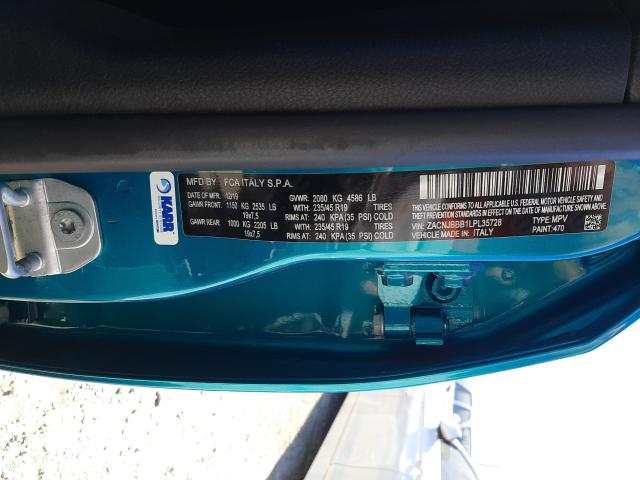 KARR
MFD BY: FCA ITALY S.P.A.
DATE OF MFR. 12/19 GVWR: 2080 KG 4586 LB
GAWR FRONT: 1150 KG 2535 LB WITH: 235/45 R19 TIRES
19x7,5 RIMS AT: 240 KPA (35 PSI) COLD
GAWR REAR: 1000 KG 2205 LB WITH: 235/45 R19 TIRES
19x7,5 RIMS AT: 240 KPA (35 PSI) COLD
THIS VEHICLE CONFORMS TO ALL APPLICABLE U.S. FEDERAL MOTOR VEHICLE SAFETY,
BUMPER, AND THEFT PREVENTION STANDARDS IN EFFECT ON THE DATE OF MANUFACTURE SHOWN ABOVE.
VIN: ZACNJBBB1LPL35728 TYPE: MPV
MADE IN: ITALY PAINT: 470